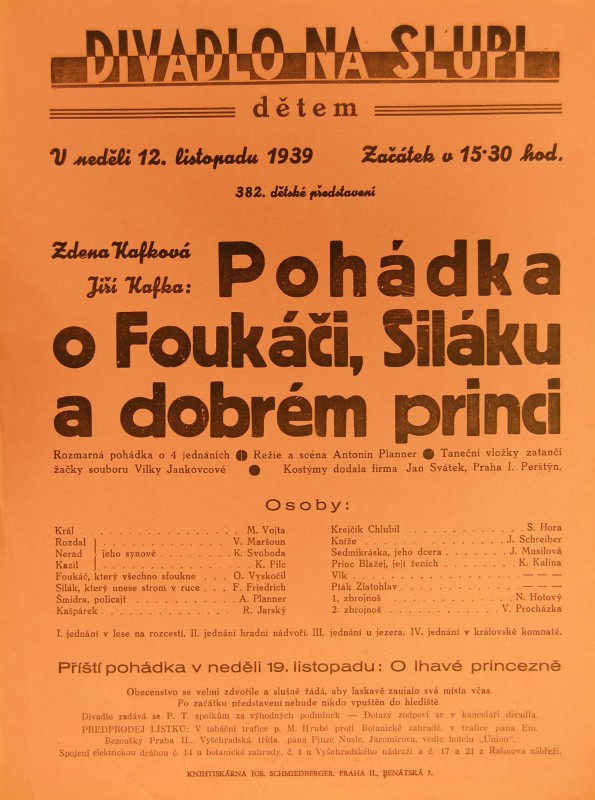 DIVADLO NA SLUPI
dětem
V neděli 12. listopadu 1939 Začátek v 15·30 hod.
382. dětské představení
Zdena Kafková
Jiří Kafka:
Pohádka
o Foukáči, Siláku
a dobrém princi
Rozmarná pohádka o 4 jednáních ● Režie a scéna Antonín Planner ● Taneční vložky zatančí
žačky souboru Vilky Jankovcové ● Kostýmy dodala firma Jan Svátek, Praha I. Perštýn.
Osoby:
Král . . . . . . . . . . . . . M. Vojta
Rozdal . . . . . . . . . . V. Maršoun
Nerad jeho synové . . . . . . K. Svoboda
Kazil . . . . . . . . . . K. Pilc
Foukáč, který všechno sfoukne . . O. Vyskočil
Silák, který unese strom v ruce . . . F. Friedrich
Šmidra, policajt . . . . . . . A. Planner
Kašpárek . . . . . . . . . . R. Jarský
Krejčík Chlubil . . . . . . . . S. Hora
Kníže . . . . . . . . . . . J. Schreiber
Sedmikráska, jeho dcera . . . . . J. Musilová
Princ Blažej, její ženich . . . . . K. Kalina
Vlk . . . . . . . . . . . — — —
Pták Zlatohlav . . . . . . . . — — —
1. zbrojnoš . . . . . . . . . N. Hotový
2. zbrojnoš . . . . . . . . . V. Procházka
I. jednání v lese na rozcestí. II. jednání hradní nádvoří. III. jednání u jezera. IV. jednání v královské komnatě.
Příští pohádka v neděli 19. listopadu: O lhavé princezně
Obecenstvo se velmi zdvořile a slušně žádá, aby laskavě zaujalo svá místa včas.
Po začátku představení nebude nikdo vpuštěn do hlediště.
Divadlo zadává se P. T. spolkům za výhodných podmínek — Dotazy zodpoví se v kanceláři divadla.
PŘEDPRODEJ LÍSTKŮ: V tabáční trafice p. M. Hrubé proti Botanické zahradě, v trafice pana Em.
Bezoušky Praha II., Vyšehradská třída, pana Pinze Nusle, Jaromírova, vedle hotelu „Union".
Spojení elektrickou dráhou č. 14 u botanické zahrady, č. 4 u Vyšehradského nádraží a č. 17 a 21 z Rašínova nábřeží.
KNIHTISKÁRNA JOS. SCHMIEDBERGER, PRAHA II., BENÁTSKÁ 7.